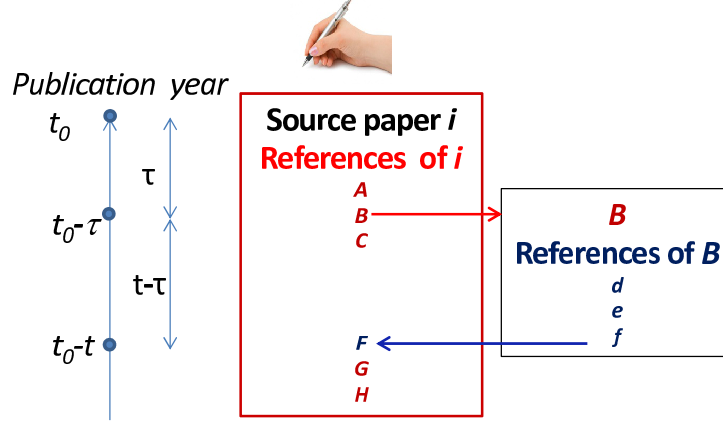 Publication year
t₀
τ
t₀-τ
t-τ
t₀-t
Source paper i
References of i
A
B
C
F
G
H
B
References of B
d
e
f